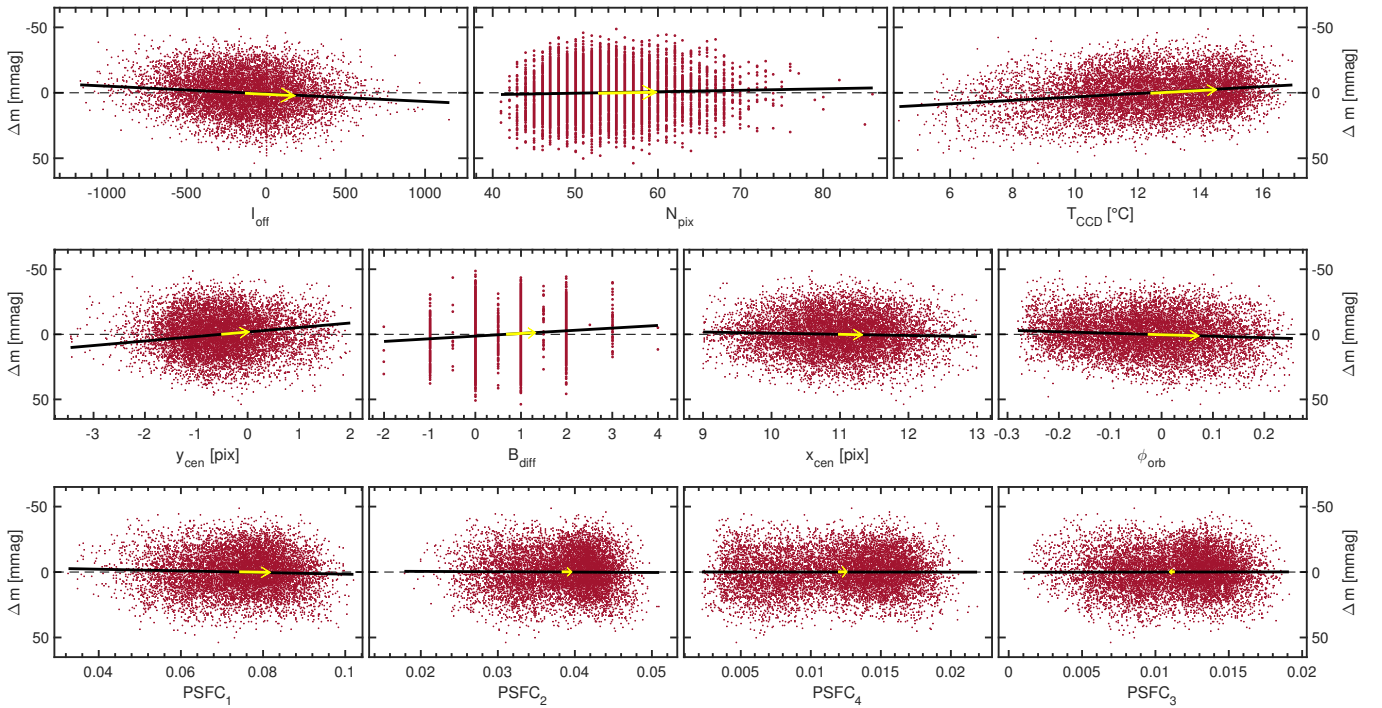 -50
0
50
Δm [mmag]
-1000 -500 0 500 1000
I_off
40 50 60 70 80
N_pix
6 8 10 12 14 16
T_CCD [°C]
-50
0
50
Δ m [mmag]
-50
0
50
Δm [mmag]
-3 -2 -1 0 1 2
y_cen [pix]
-2 -1 0 1 2 3 4
B_diff
9 10 11 12 13
x_cen [pix]
-0.3 -0.2 -0.1 0 0.1 0.2
ϕ_orb
-50
0
50
Δm [mmag]
-50
0
50
Δ m [mmag]
0.04 0.06 0.08 0.1
PSFC_1
0.02 0.03 0.04 0.05
PSFC_2
0.005 0.01 0.015 0.02
PSFC_4
0 0.005 0.01 0.015 0.02
PSFC_3
-50
0
50
Δ m [mmag]